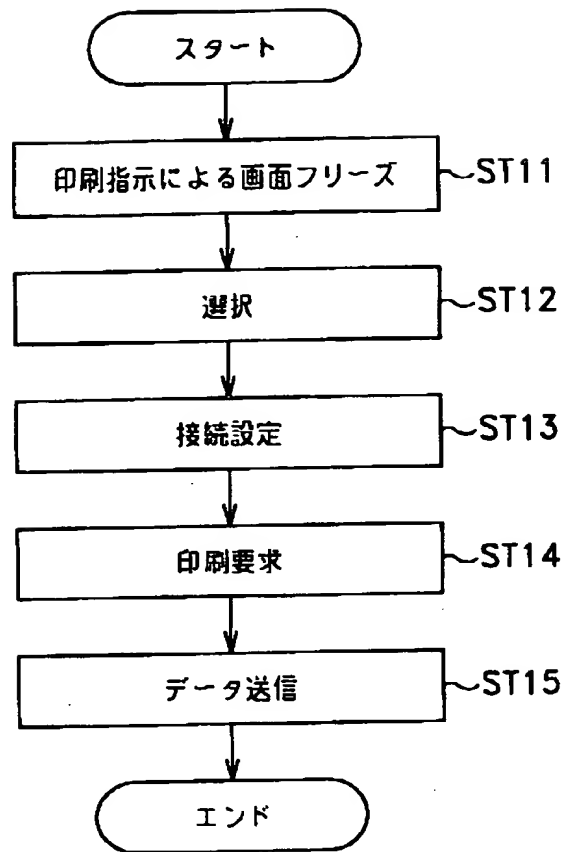 スタート
印刷指示による画面フリーズ ST11
選択 ST12
接続設定 ST13
印刷要求 ST14
データ送信 ST15
エンド